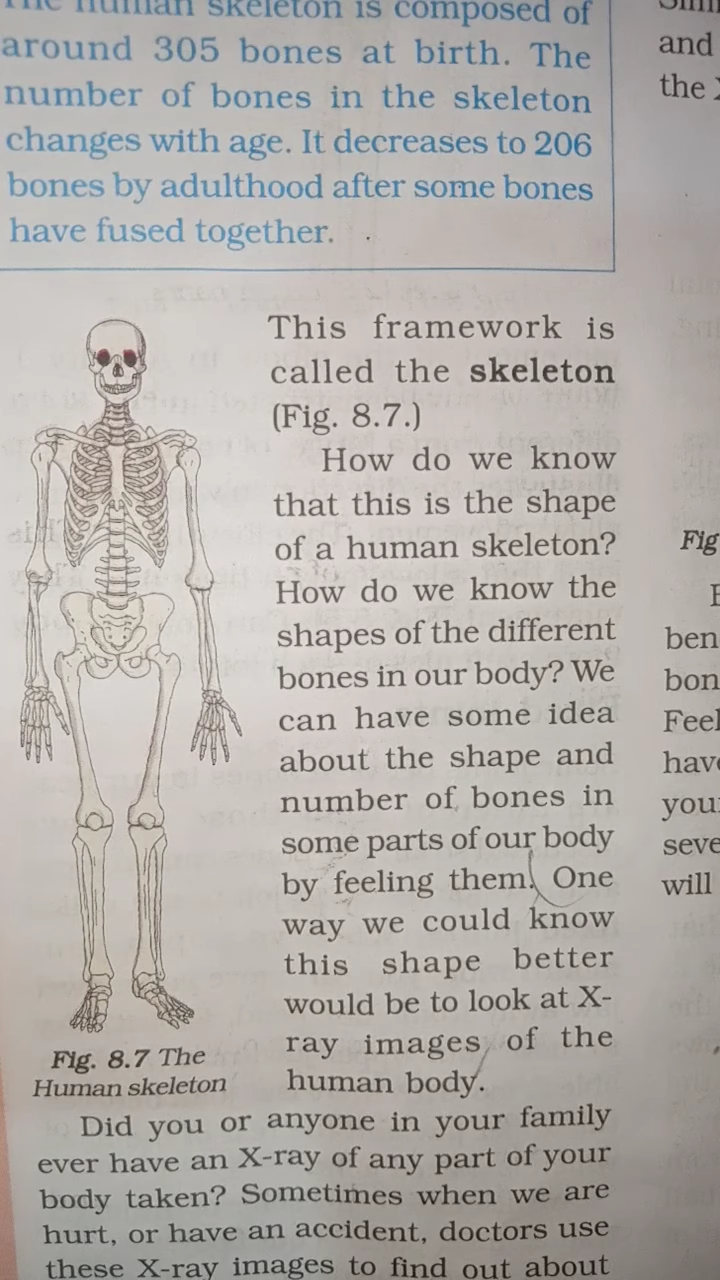 The human skeleton is composed of
around 305 bones at birth. The
number of bones in the skeleton
changes with age. It decreases to 206
bones by adulthood after some bones
have fused together.
This framework is
called the skeleton
(Fig. 8.7.)
How do we know
that this is the shape
of a human skeleton?
How do we know the
shapes of the different
bones in our body? We
can have some idea
about the shape and
number of bones in
some parts of our body
by feeling them. One
way we could know
this shape better
would be to look at X-
ray images of the
human body.
Fig. 8.7 The
Human skeleton
Did you or anyone in your family
ever have an X-ray of any part of your
body taken? Sometimes when we are
hurt, or have an accident, doctors use
these X-ray images to find out about
and
the
Fig
will